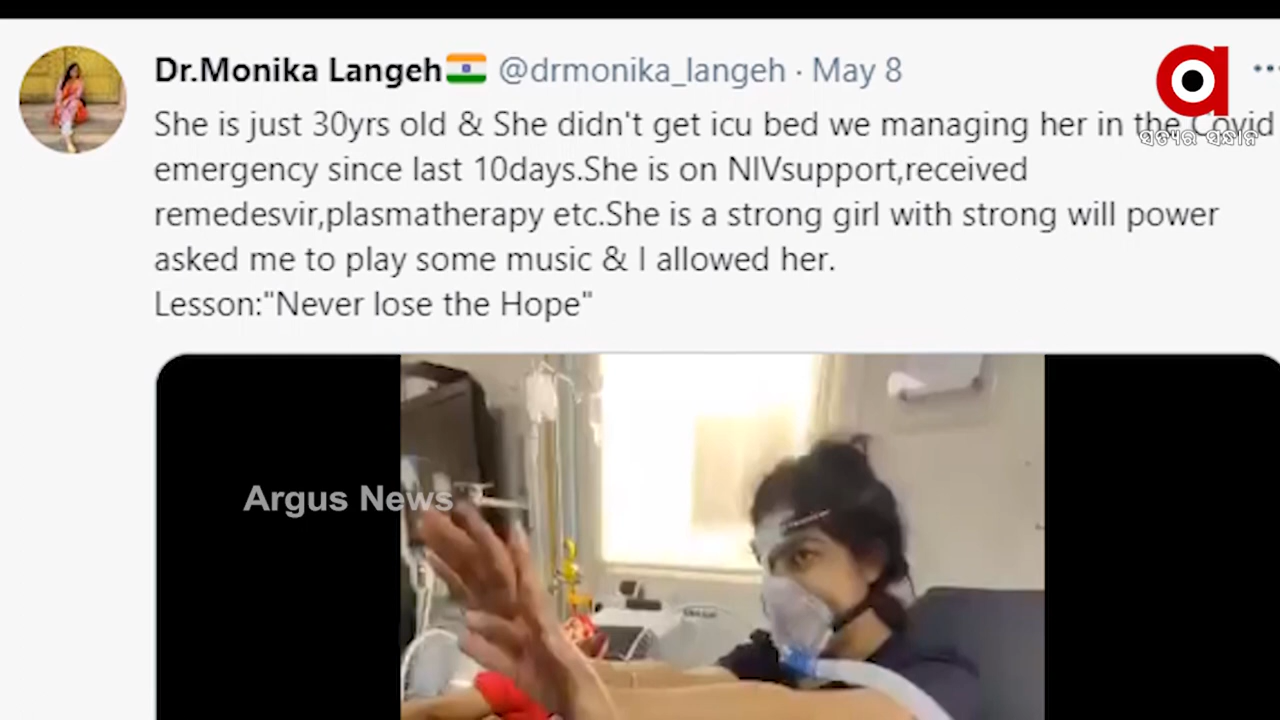 Dr.Monika Langeh🇮🇳 @drmonika_langeh · May 8 ...
She is just 30yrs old & She didn't get icu bed we managing her in the Covid
emergency since last 10days.She is on NIVsupport,received
remedesvir,plasmatherapy etc.She is a strong girl with strong will power
asked me to play some music & I allowed her.
Lesson:"Never lose the Hope"
a
ସତ୍ୟର ସନ୍ଧାନ
Argus News